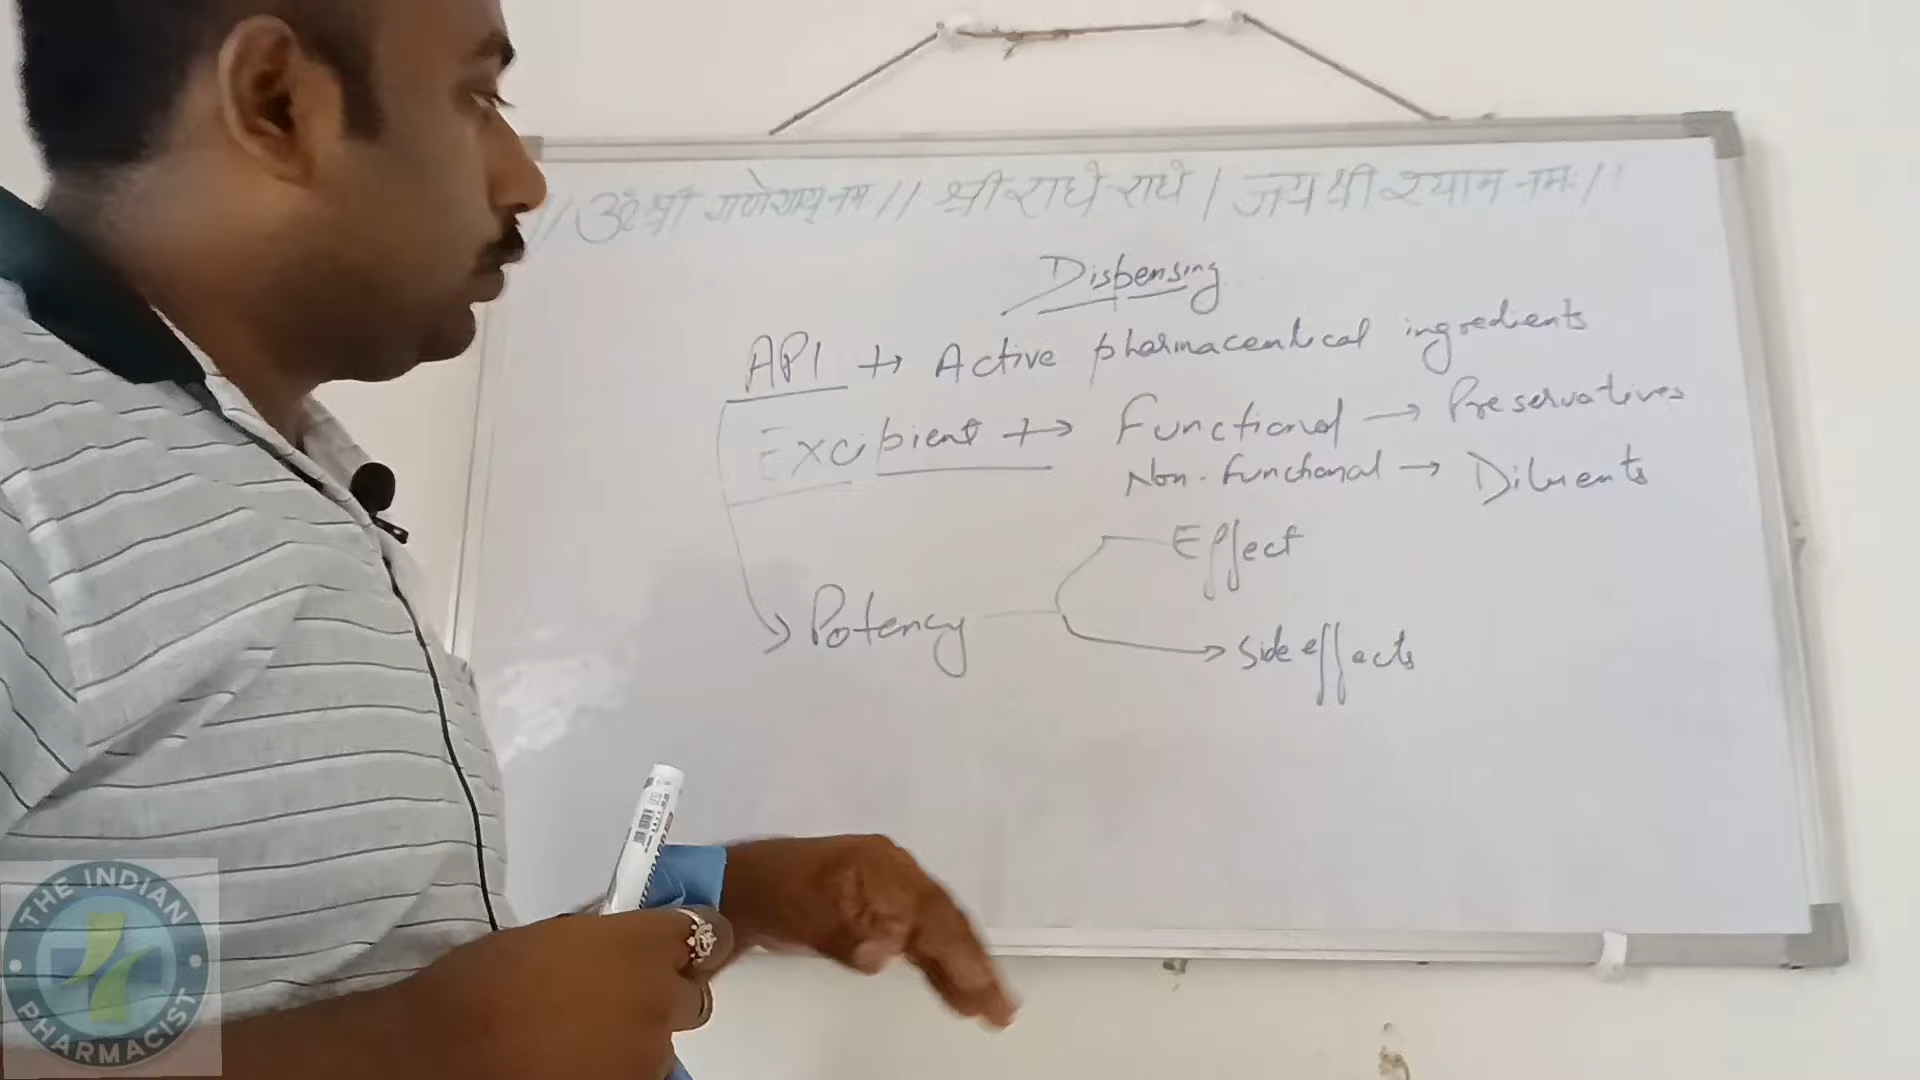 // ॐ श्री गणेशाय नम // श्री राधे राधे / जय श्री श्याम नमः //
Dispensing
API → Active pharmaceutical ingredients
Excipient → Functional → Preservatives
Non-functional → Diluents
Effect
Potency
Side effects
WHITEBOARD
THE INDIAN PHARMACIST